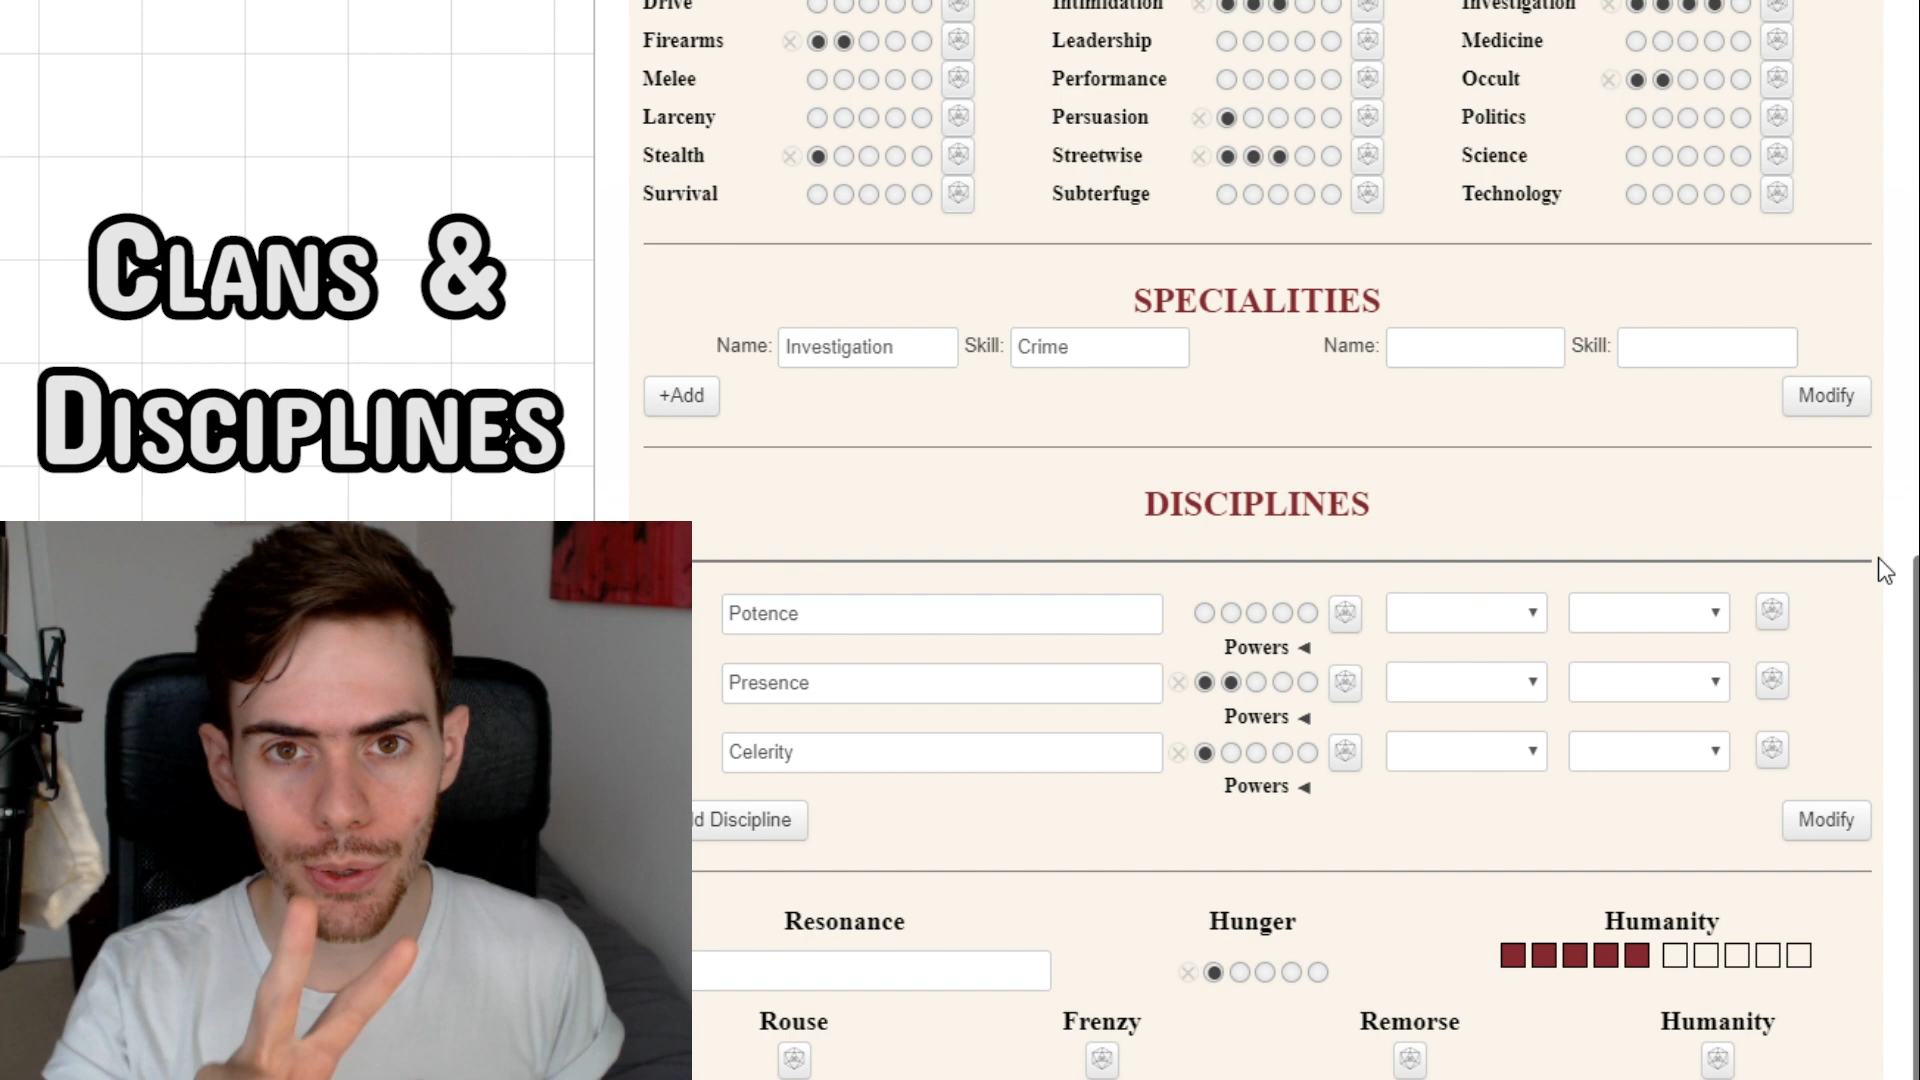 Drive Intimidation Investigation
Firearms Leadership Medicine
Melee Performance Occult
Larceny Persuasion Politics
Stealth Streetwise Science
Survival Subterfuge Technology
CLANS &
DISCIPLINES
SPECIALITIES
Name: Investigation Skill: Crime Name: Skill:
+Add Modify
DISCIPLINES
Potence
Powers ◀
Presence
Powers ◀
Celerity
Powers ◀
d Discipline Modify
Resonance Hunger Humanity
Rouse Frenzy Remorse Humanity